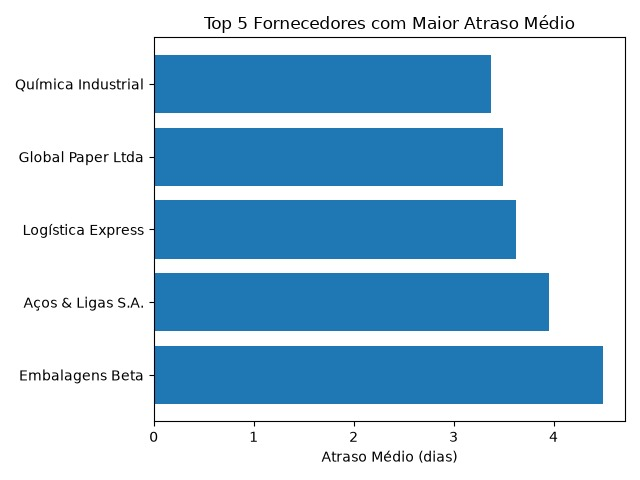 Top 5 Fornecedores com Maior Atraso Médio
Química Industrial
Global Paper Ltda
Logística Express
Aços & Ligas S.A.
Embalagens Beta
0 1 2 3 4
Atraso Médio (dias)